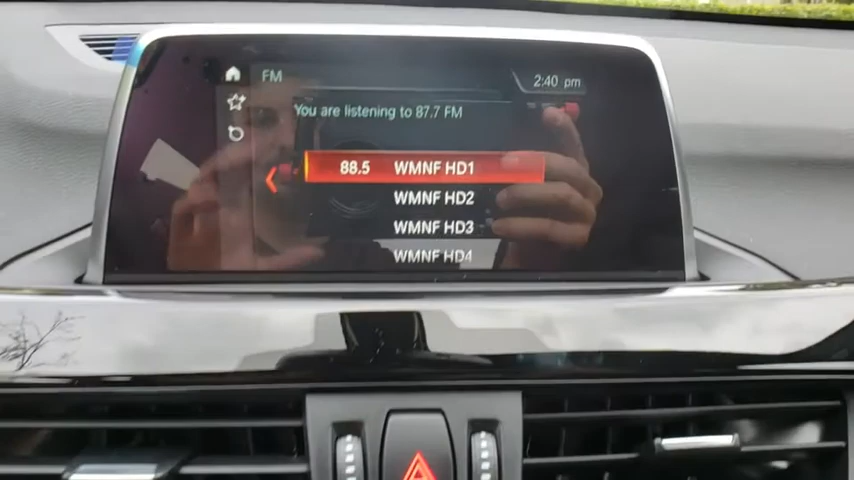 FM
2:40 pm
You are listening to 87.7 FM
88.5 WMNF HD1
WMNF HD2
WMNF HD3
WMNF HD4